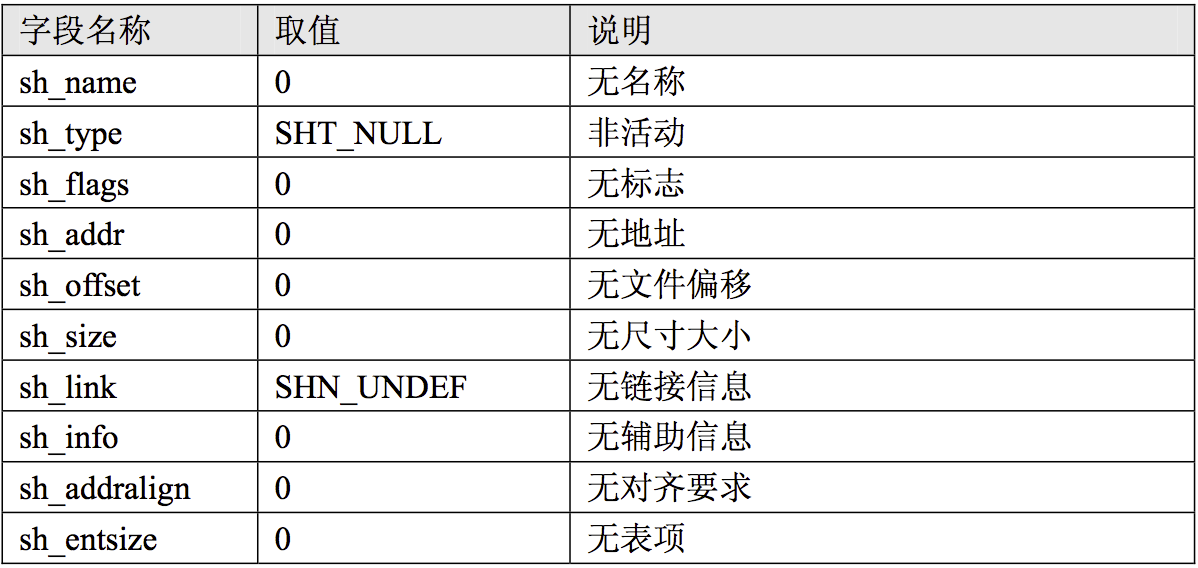 字段名称 取值 说明
sh_name 0 无名称
sh_type SHT_NULL 非活动
sh_flags 0 无标志
sh_addr 0 无地址
sh_offset 0 无文件偏移
sh_size 0 无尺寸大小
sh_link SHN_UNDEF 无链接信息
sh_info 0 无辅助信息
sh_addralign 0 无对齐要求
sh_entsize 0 无表项